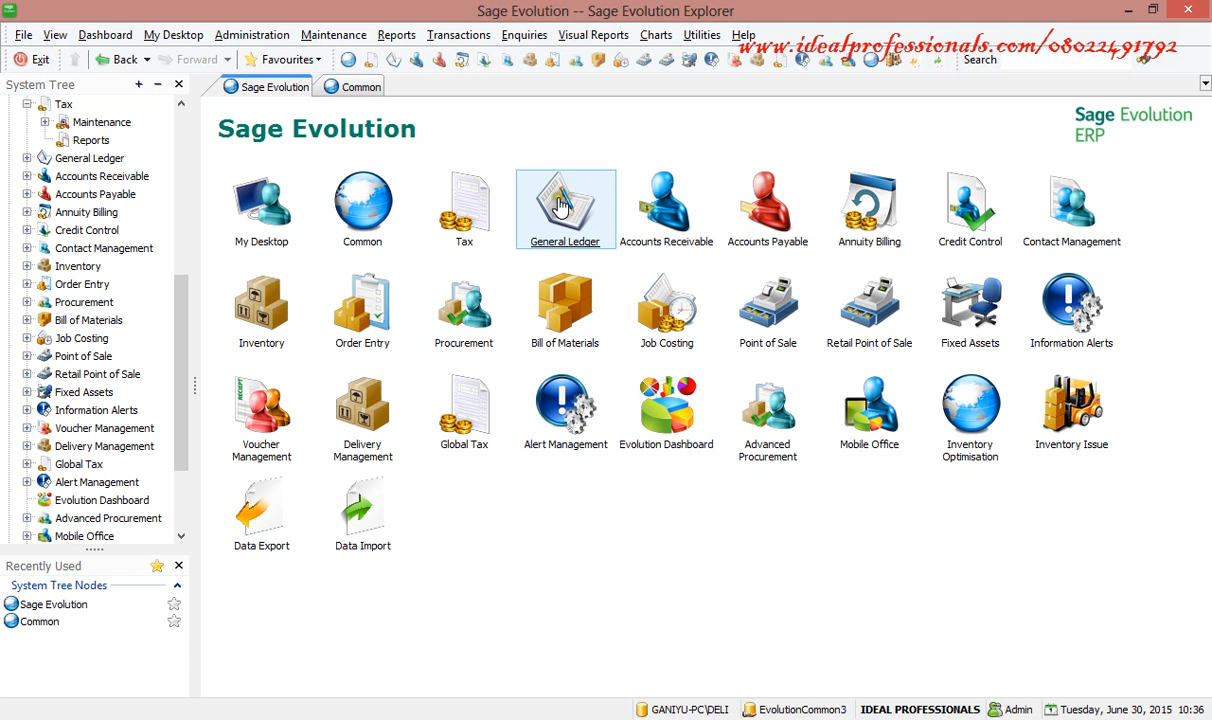 Sage Evolution -- Sage Evolution Explorer
File View Dashboard My Desktop Administration Maintenance Reports Transactions Enquiries Visual Reports Charts Utilities Help
www.idealprofessionals.com/08022491792
Exit Back Forward Favourites Search
System Tree
Sage Evolution Common
Tax
Maintenance
Reports
General Ledger
Accounts Receivable
Accounts Payable
Annuity Billing
Credit Control
Contact Management
Inventory
Order Entry
Procurement
Bill of Materials
Job Costing
Point of Sale
Retail Point of Sale
Fixed Assets
Information Alerts
Voucher Management
Delivery Management
Global Tax
Alert Management
Evolution Dashboard
Advanced Procurement
Mobile Office
Recently Used
System Tree Nodes
Sage Evolution
Common
Sage Evolution
Sage Evolution
ERP
My Desktop Common Tax General Ledger Accounts Receivable Accounts Payable Annuity Billing Credit Control Contact Management
Inventory Order Entry Procurement Bill of Materials Job Costing Point of Sale Retail Point of Sale Fixed Assets Information Alerts
RECEIPT
Voucher Management Delivery Management Global Tax Alert Management Evolution Dashboard Advanced Procurement Mobile Office Inventory Optimisation Inventory Issue
Data Export Data Import
GANIYU-PC\DELI EvolutionCommon3 IDEAL PROFESSIONALS Admin Tuesday, June 30, 2015 10:36